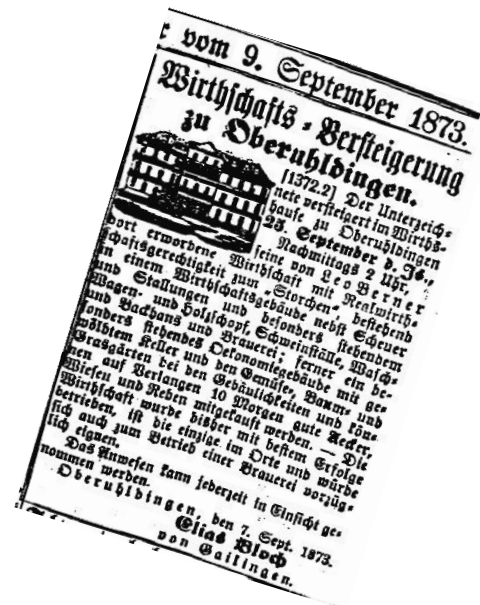 vom 9. September 1873.
Wirthschafts-Versteigerung
zu Oberuhldingen.
[1372.2] Der Unterzeich-
nete versteigert im Wirths-
hause zu Oberuhldingen
23. September d. Js.,
Nachmittags 2 Uhr,
seine von Leo Berner
dort erworbene Wirthschaft mit Realwirth-
schaftsgerechtigkeit zum „Storchen“, bestehend
in einem Wirthschaftsgebäude nebst Scheuer
und Stallungen und besonders stehendem
Wagen- und Holzschopf, Schweinställe, Wasch-
und Backhaus und Brauerei; ferner ein be-
sonders stehendes Oekonomiegebäude mit ge-
wölbtem Keller und den Gemüse-, Baum- und
Grasgärten bei den Gebäulichkeiten und kön-
nen auf Verlangen 10 Morgen gute Aecker,
Wiesen und Reben mitgekauft werden. — Die
Wirthschaft wurde bisher mit bestem Erfolge
betrieben, ist die einzige im Orte und würde
sich auch zum Betrieb einer Brauerei vorzüg-
lich eignen.
Das Anwesen kann jederzeit in Einsicht ge-
nommen werden.
Oberuhldingen, den 7. Sept. 1873.
Elias Bloch
von Gailingen.